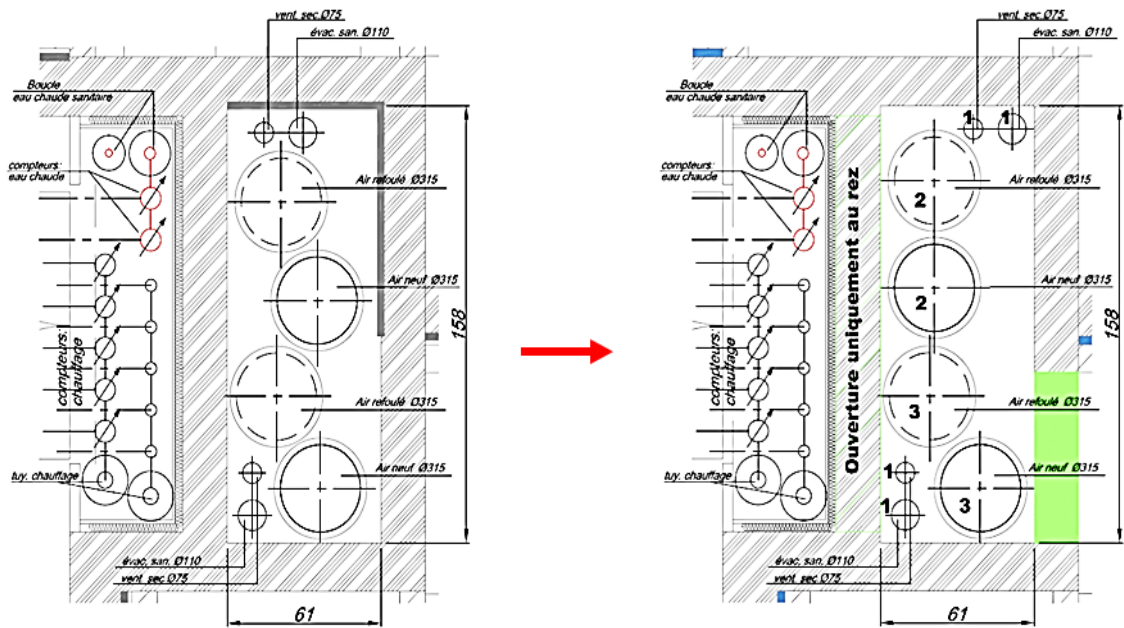 vent. sec.Ø75
évac. san. Ø110
Boucle
eau chaude sanitaire
compteurs:
eau chaude
Air refoulé Ø315
Air neuf Ø315
158
compteurs:
chauffage
Air refoulé Ø315
Air neuf Ø315
tuy. chauffage
évac. san. Ø110
vent. sec.Ø75
61
vent. sec.Ø75
évac. san. Ø110
Boucle
eau chaude sanitaire
1 1
compteurs:
eau chaude
Air refoulé Ø315
2
Ouverture uniquement au rez
Air neuf Ø315
2
158
compteurs:
chauffage
Air refoulé Ø315
3
Air neuf Ø315
1
tuy. chauffage
1
3
évac. san. Ø110
vent. sec.Ø75
61